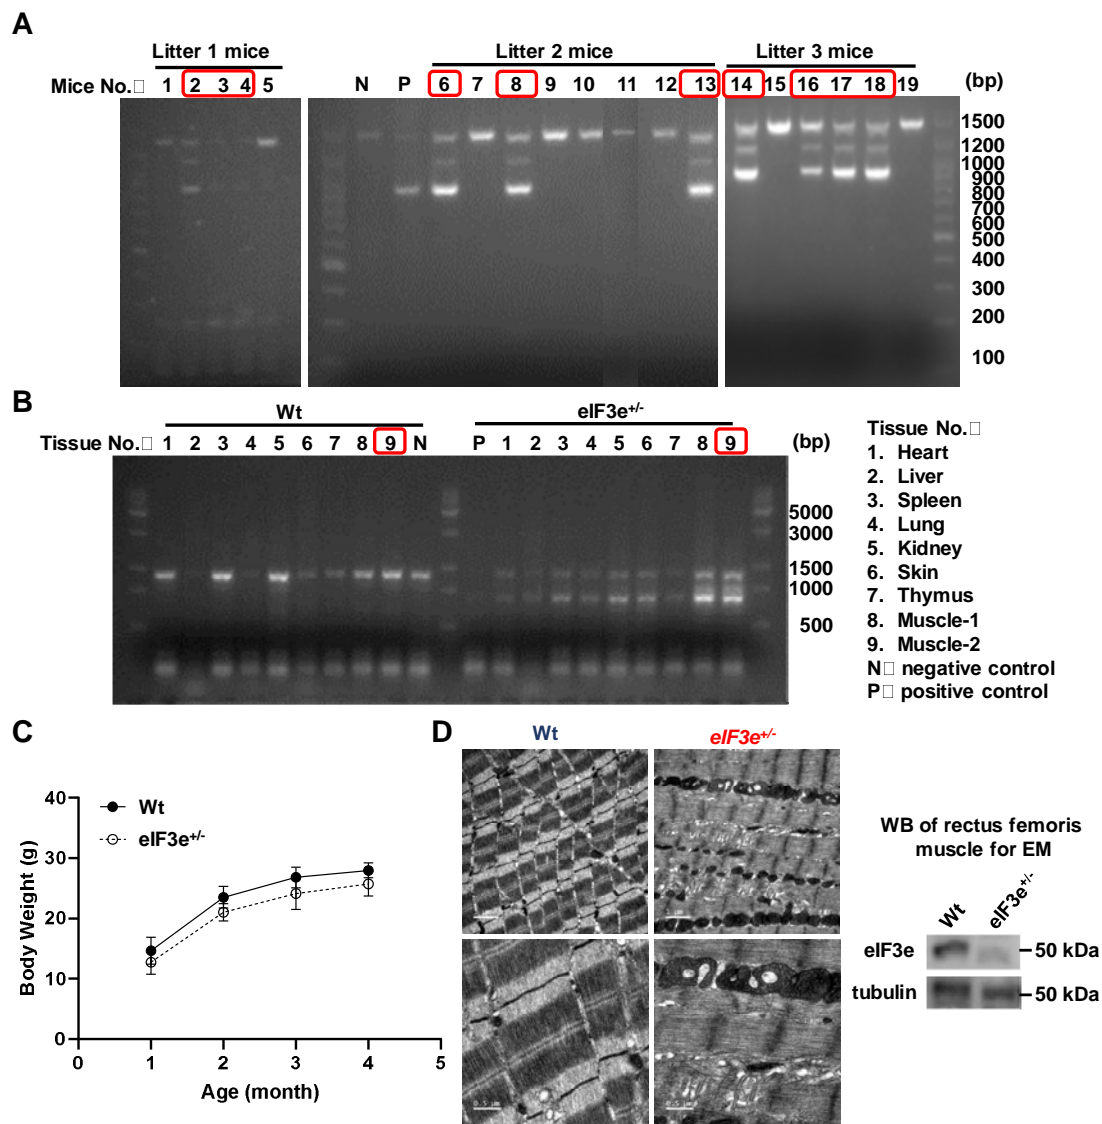 A
Litter 1 mice Litter 2 mice Litter 3 mice
Mice No.□ 1 2 3 4 5 N P 6 7 8 9 10 11 12 13 14 15 16 17 18 19 (bp)
1500
1200
1000
900
800
700
600
500
400
300
200
100
B
Wt eIF3e+/-
Tissue No.□ 1 2 3 4 5 6 7 8 9 N P 1 2 3 4 5 6 7 8 9 (bp)
5000
3000
1500
1000
500
Tissue No.□
1. Heart
2. Liver
3. Spleen
4. Lung
5. Kidney
6. Skin
7. Thymus
8. Muscle-1
9. Muscle-2
N□ negative control
P□ positive control
C
Wt
eIF3e+/-
Body Weight (g)
40
30
20
10
0
0 1 2 3 4 5
Age (month)
D
Wt eIF3e+/-
0.5 µm 0.5 µm
WB of rectus femoris
muscle for EM
Wt eIF3e+/-
eIF3e 50 kDa
tubulin 50 kDa